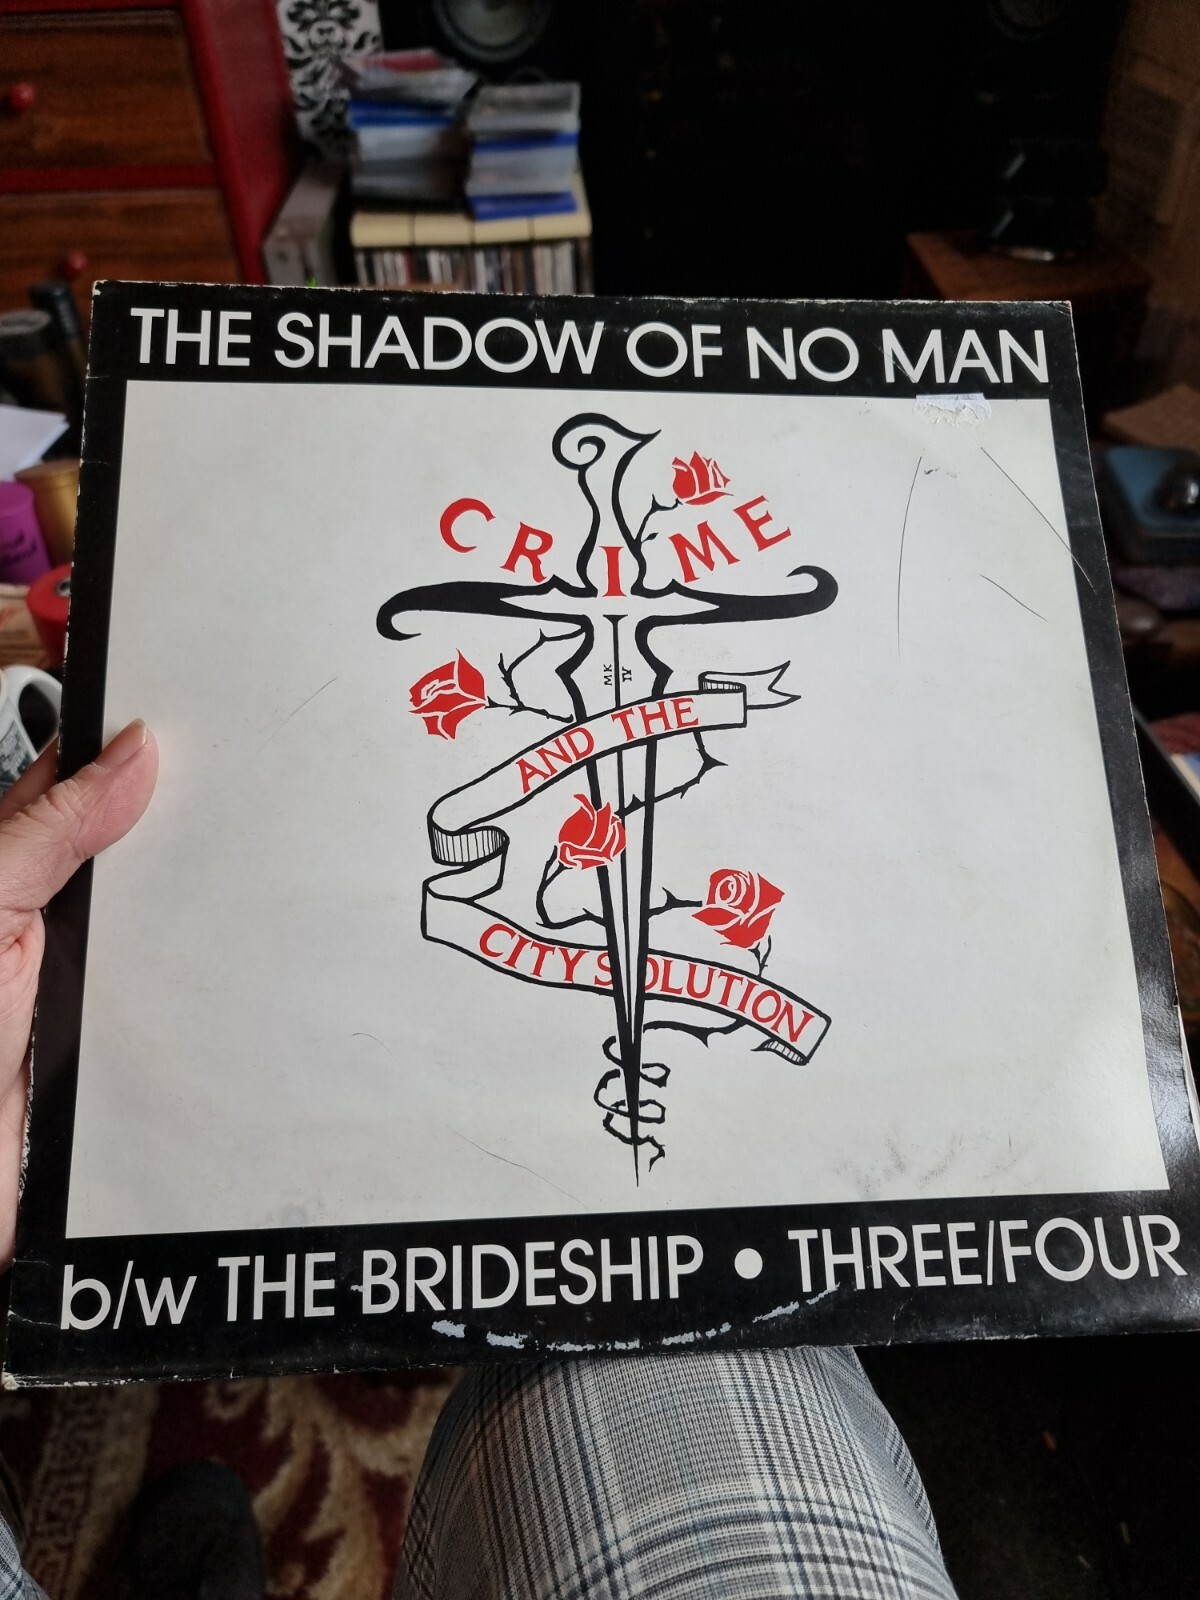 THE SHADOW OF NO MAN
CRIME
MK IV
AND THE
CITY SOLUTION
b/w THE BRIDESHIP • THREE/FOUR